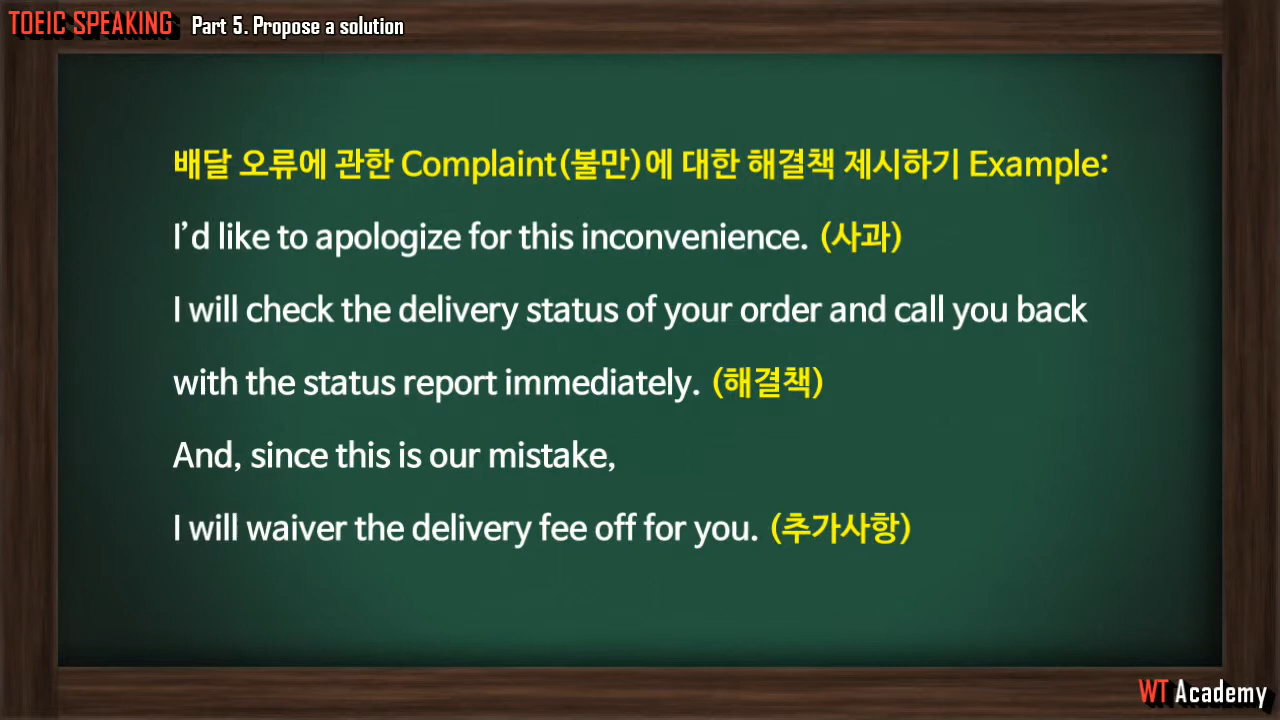 TOEIC SPEAKING Part 5. Propose a solution
배달 오류에 관한 Complaint(불만)에 대한 해결책 제시하기 Example:
I’d like to apologize for this inconvenience. (사과)
I will check the delivery status of your order and call you back
with the status report immediately. (해결책)
And, since this is our mistake,
I will waiver the delivery fee off for you. (추가사항)
WT Academy